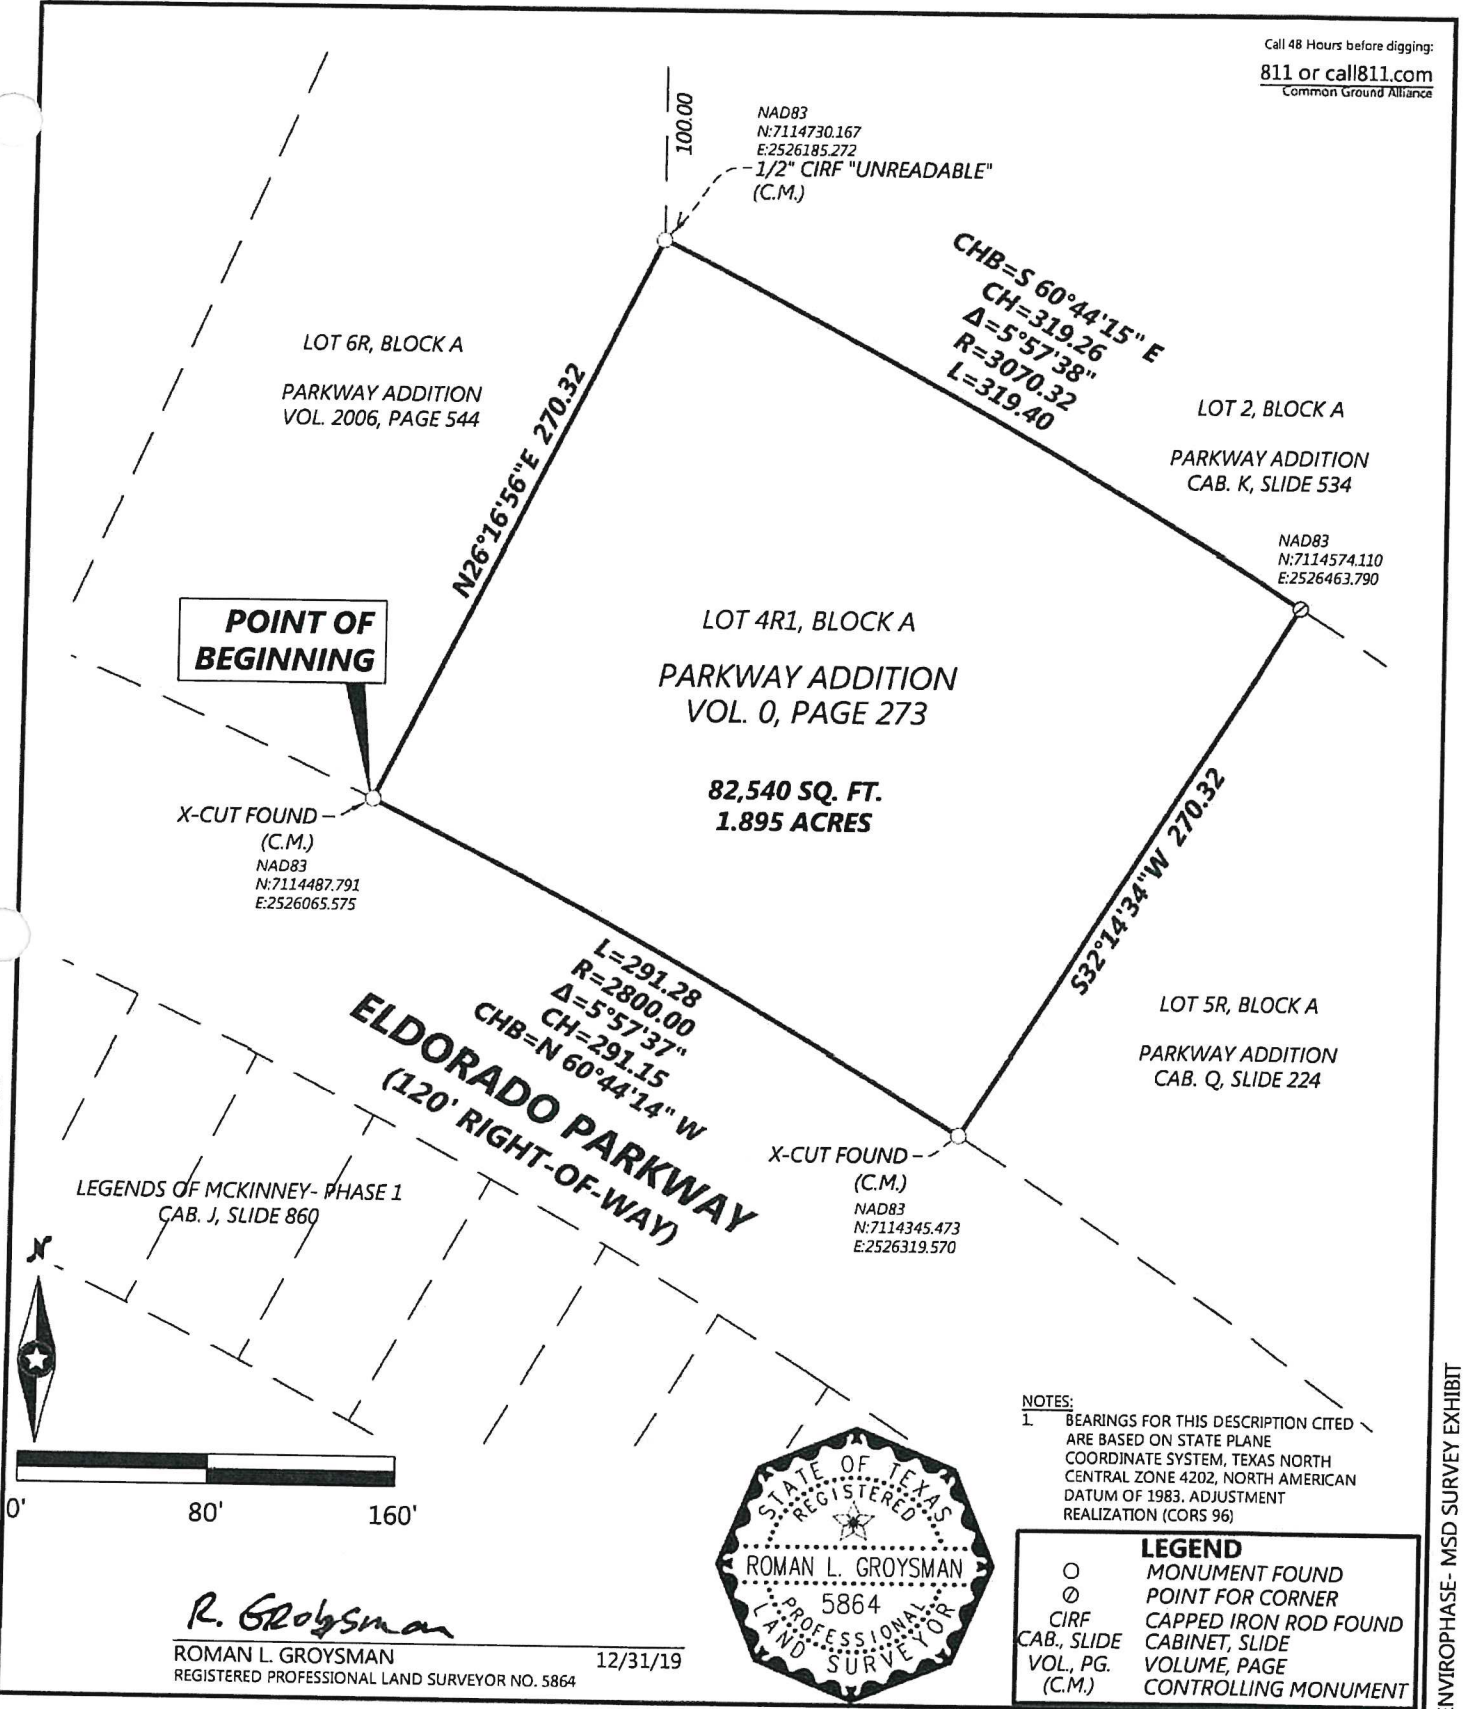 Call 48 Hours before digging:
811 or call811.com
Common Ground Alliance
100.00
NAD83
N:7114730.167
E:2526185.272
1/2" CIRF "UNREADABLE"
(C.M.)
CHB=S 60°44'15" E
CH=319.26
Δ=5°57'38"
R=3070.32
L=319.40
LOT 6R, BLOCK A
PARKWAY ADDITION
VOL. 2006, PAGE 544
N26°16'56"E 270.32
LOT 2, BLOCK A
PARKWAY ADDITION
CAB. K, SLIDE 534
NAD83
N:7114574.110
E:2526463.790
POINT OF
BEGINNING
LOT 4R1, BLOCK A
PARKWAY ADDITION
VOL. 0, PAGE 273
82,540 SQ. FT.
1.895 ACRES
X-CUT FOUND
(C.M.)
NAD83
N:7114487.791
E:2526065.575
S32°14'34"W 270.32
L=291.28
R=2800.00
Δ=5°57'37"
CH=291.15
CHB=N 60°44'14" W
ELDORADO PARKWAY
(120' RIGHT-OF-WAY)
LOT 5R, BLOCK A
PARKWAY ADDITION
CAB. Q, SLIDE 224
X-CUT FOUND
(C.M.)
NAD83
N:7114345.473
E:2526319.570
LEGENDS OF MCKINNEY- PHASE 1
CAB. J, SLIDE 860
N
0' 80' 160'
NOTES:
1. BEARINGS FOR THIS DESCRIPTION CITED
ARE BASED ON STATE PLANE
COORDINATE SYSTEM, TEXAS NORTH
CENTRAL ZONE 4202, NORTH AMERICAN
DATUM OF 1983. ADJUSTMENT
REALIZATION (CORS 96)
STATE OF TEXAS
REGISTERED
ROMAN L. GROYSMAN
5864
PROFESSIONAL
LAND SURVEYOR
R. Groysman
ROMAN L. GROYSMAN 12/31/19
REGISTERED PROFESSIONAL LAND SURVEYOR NO. 5864
LEGEND
MONUMENT FOUND
POINT FOR CORNER
CIRF CAPPED IRON ROD FOUND
CAB., SLIDE CABINET, SLIDE
VOL., PG. VOLUME, PAGE
(C.M.) CONTROLLING MONUMENT
ENVIROPHASE- MSD SURVEY EXHIBIT